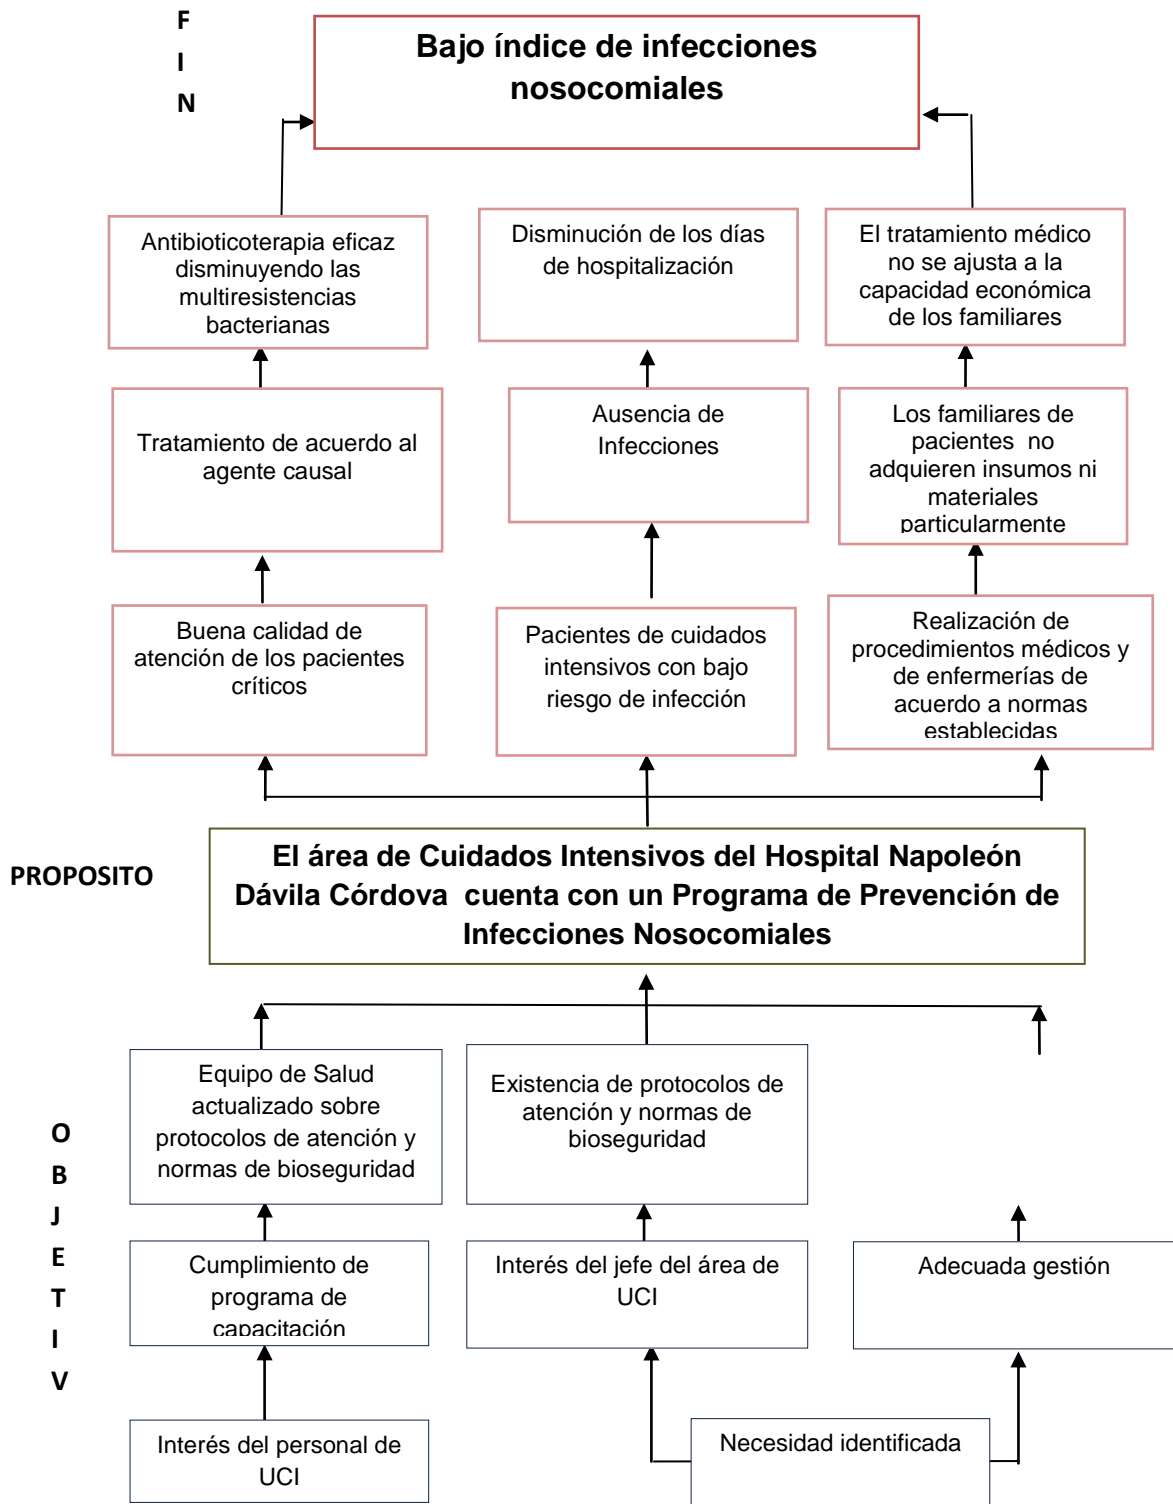 F
I
N
Bajo índice de infecciones
nosocomiales
Antibioticoterapia eficaz
disminuyendo las
multiresistencias
bacterianas
Disminución de los días
de hospitalización
El tratamiento médico
no se ajusta a la
capacidad económica
de los familiares
Tratamiento de acuerdo al
agente causal
Ausencia de
Infecciones
Los familiares de
pacientes no
adquieren insumos ni
materiales
particularmente
Buena calidad de
atención de los pacientes
críticos
Pacientes de cuidados
intensivos con bajo
riesgo de infección
Realización de
procedimientos médicos y
de enfermerías de
acuerdo a normas
establecidas
PROPOSITO
El área de Cuidados Intensivos del Hospital Napoleón
Dávila Córdova cuenta con un Programa de Prevención de
Infecciones Nosocomiales
O
B
J
E
T
I
V
Equipo de Salud
actualizado sobre
protocolos de atención y
normas de bioseguridad
Existencia de protocolos de
atención y normas de
bioseguridad
Cumplimiento de
programa de
capacitación
Interés del jefe del área de
UCI
Adecuada gestión
Interés del personal de
UCI
Necesidad identificada